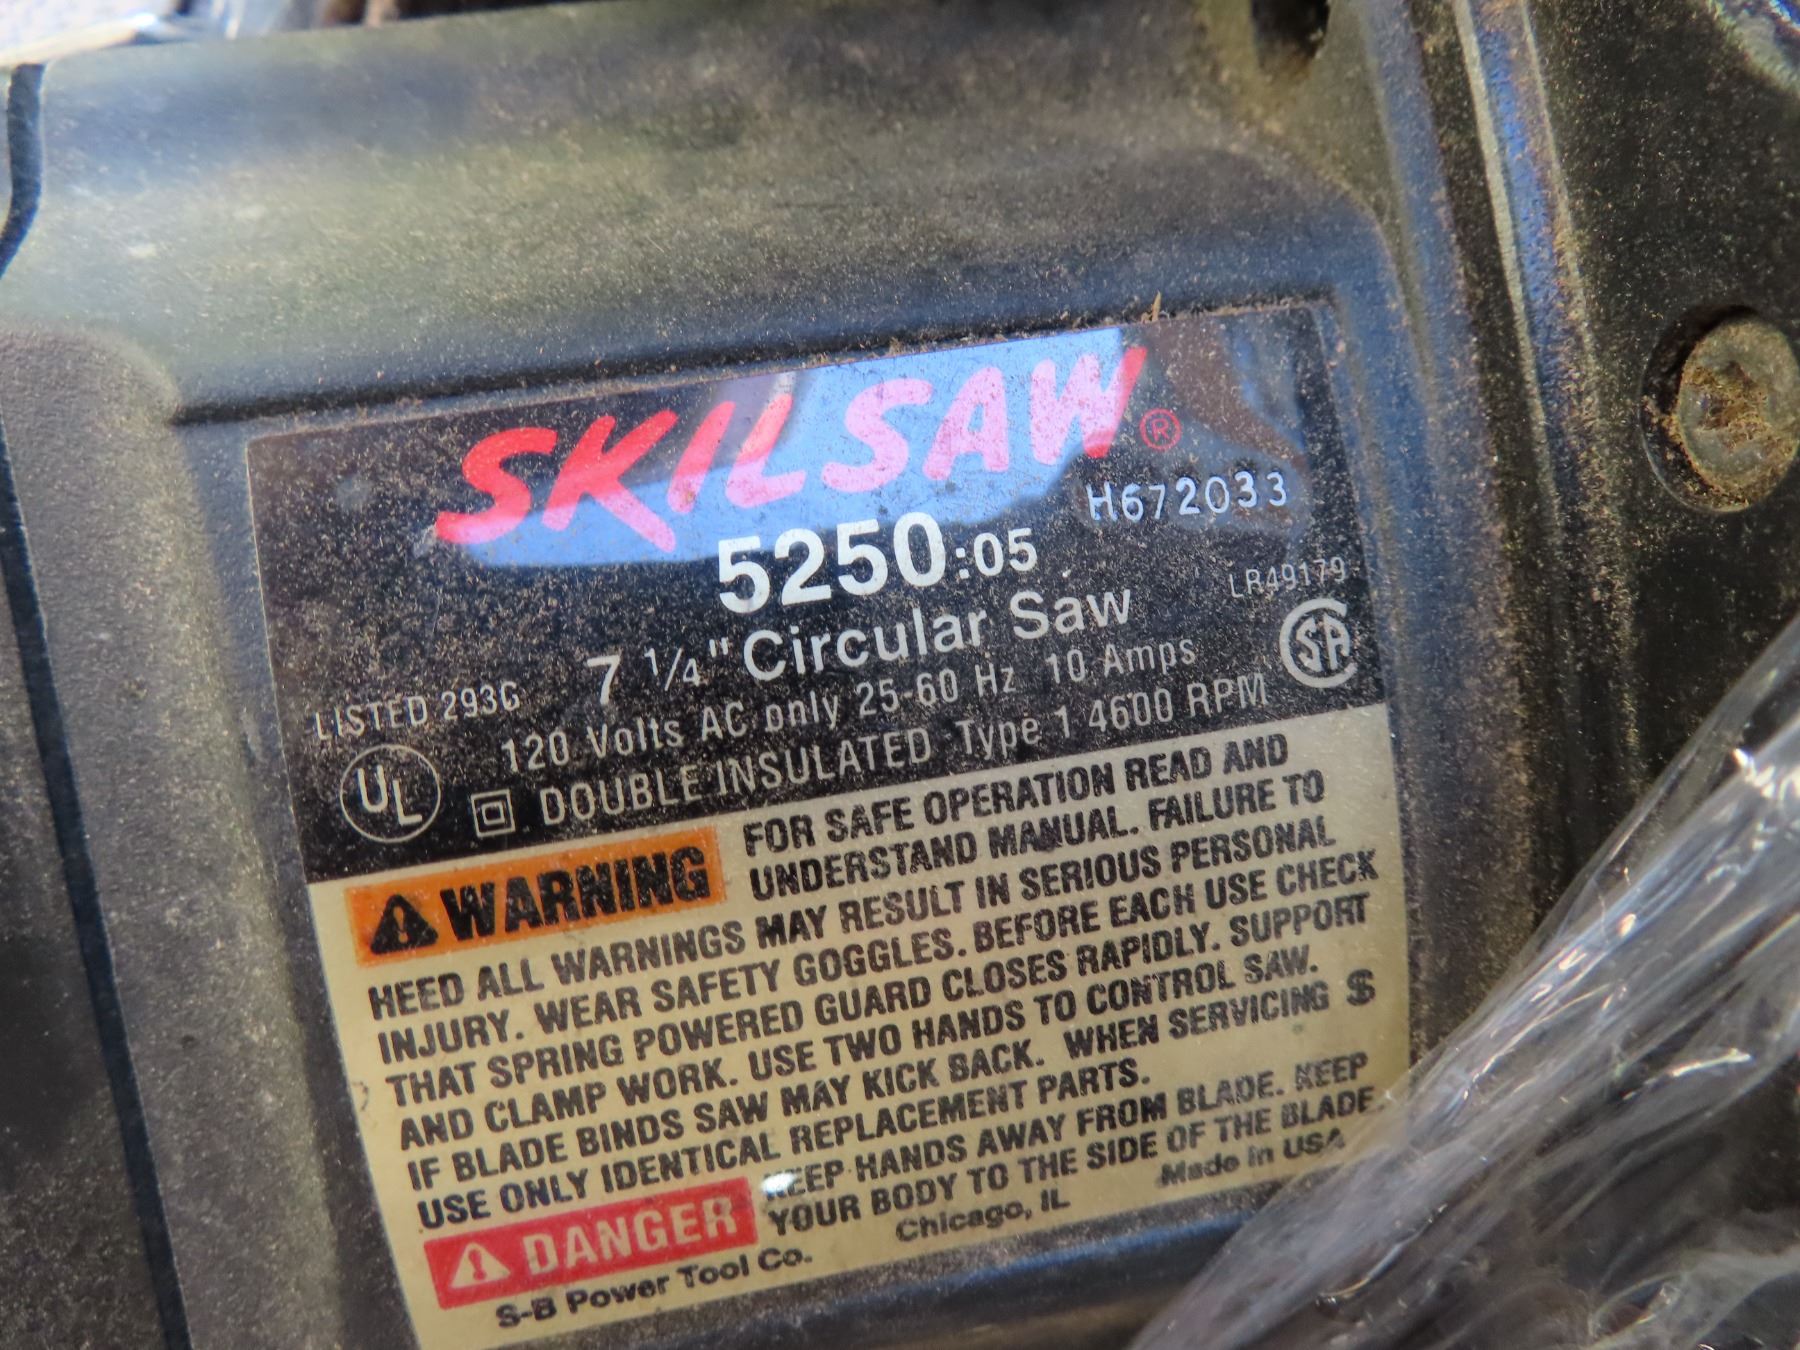 SKILSAW®
H672033
5250:05
LR49179
7 1/4" Circular Saw
LISTED 293G
120 Volts AC only 25-60 Hz 10 Amps
DOUBLE INSULATED Type 1 4600 RPM
UL
SA
WARNING
FOR SAFE OPERATION READ AND
UNDERSTAND MANUAL. FAILURE TO
HEED ALL WARNINGS MAY RESULT IN SERIOUS PERSONAL
INJURY. WEAR SAFETY GOGGLES. BEFORE EACH USE CHECK
THAT SPRING POWERED GUARD CLOSES RAPIDLY. SUPPORT
AND CLAMP WORK. USE TWO HANDS TO CONTROL SAW.
IF BLADE BINDS SAW MAY KICK BACK. WHEN SERVICING S
USE ONLY IDENTICAL REPLACEMENT PARTS.
DANGER
KEEP HANDS AWAY FROM BLADE. KEEP
YOUR BODY TO THE SIDE OF THE BLADE.
S-B Power Tool Co. Chicago, IL Made in USA